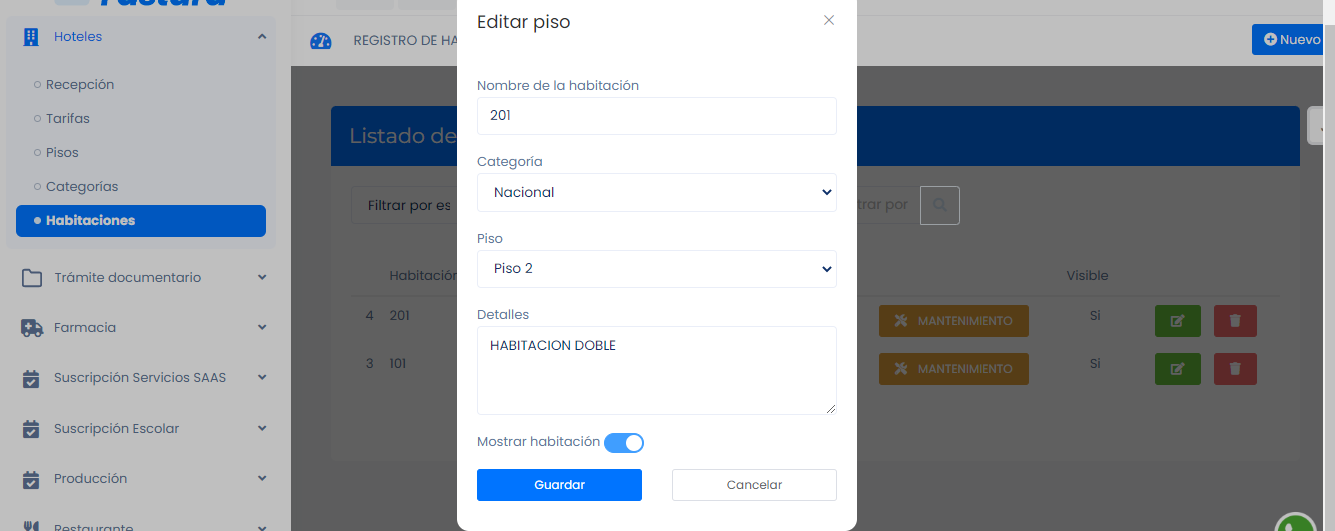 Hoteles
Recepción
Tarifas
Pisos
Categorías
Habitaciones
Trámite documentario
Farmacia
Suscripción Servicios SAAS
Suscripción Escolar
Producción
Restaurante
REGISTRO DE HA
Nuevo
Listado de
Filtrar por es
trar por
Habitación
Visible
4 201 MANTENIMIENTO Si
3 101 MANTENIMIENTO Si
Editar piso
Nombre de la habitación
201
Categoría
Nacional
Piso
Piso 2
Detalles
HABITACION DOBLE
Mostrar habitación
Guardar Cancelar